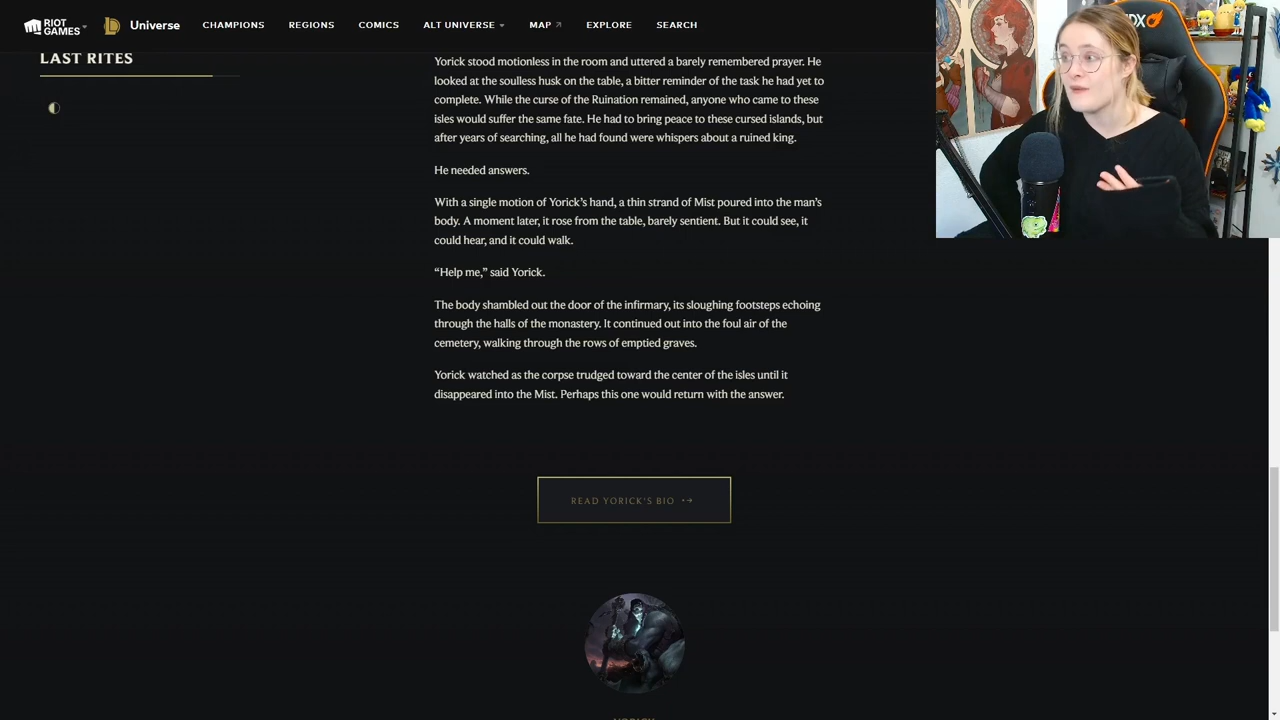 RIOT GAMES
Universe
CHAMPIONS
REGIONS
COMICS
ALT UNIVERSE
MAP
EXPLORE
SEARCH
LAST RITES
Yorick stood motionless in the room and uttered a barely remembered prayer. He
looked at the soulless husk on the table, a bitter reminder of the task he had yet to
complete. While the curse of the Ruination remained, anyone who came to these
isles would suffer the same fate. He had to bring peace to these cursed islands, but
after years of searching, all he had found were whispers about a ruined king.
He needed answers.
With a single motion of Yorick’s hand, a thin strand of Mist poured into the man’s
body. A moment later, it rose from the table, barely sentient. But it could see, it
could hear, and it could walk.
“Help me,” said Yorick.
The body shambled out the door of the infirmary, its sloughing footsteps echoing
through the halls of the monastery. It continued out into the foul air of the
cemetery, walking through the rows of emptied graves.
Yorick watched as the corpse trudged toward the center of the isles until it
disappeared into the Mist. Perhaps this one would return with the answer.
READ YORICK'S BIO